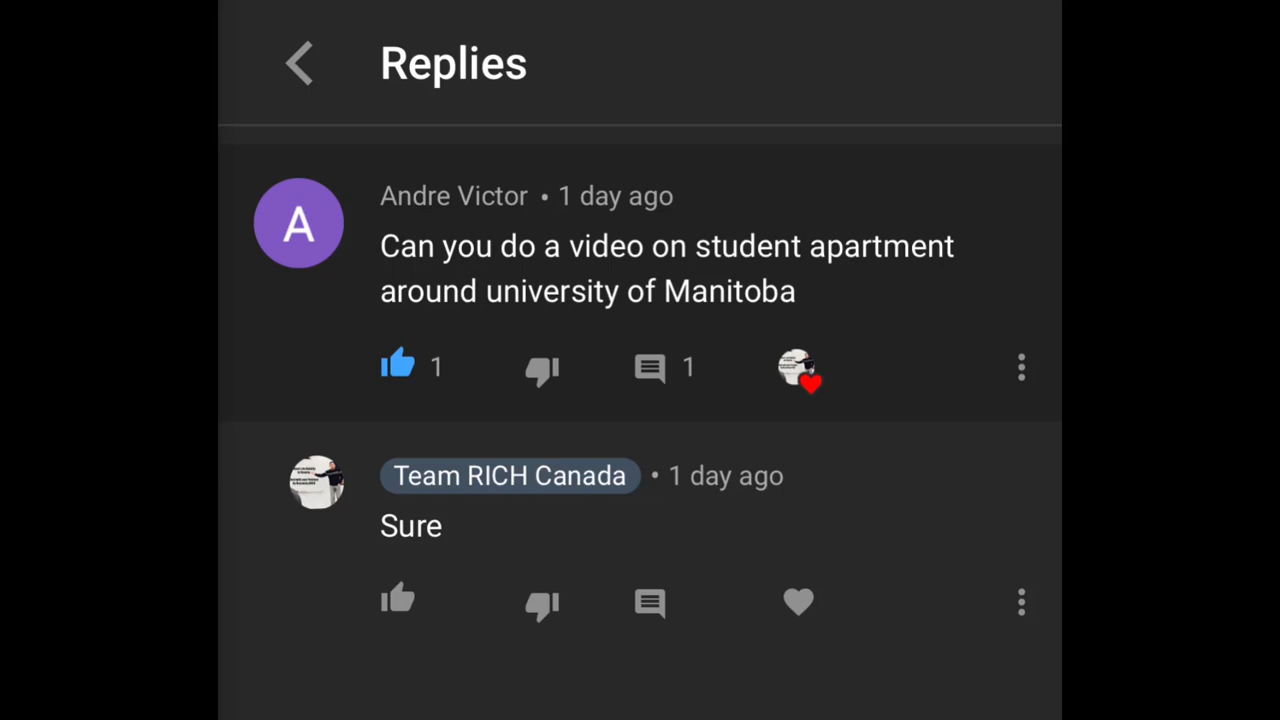 Replies
A
Andre Victor • 1 day ago
Can you do a video on student apartment
around university of Manitoba
1
1
Team RICH Canada • 1 day ago
Sure